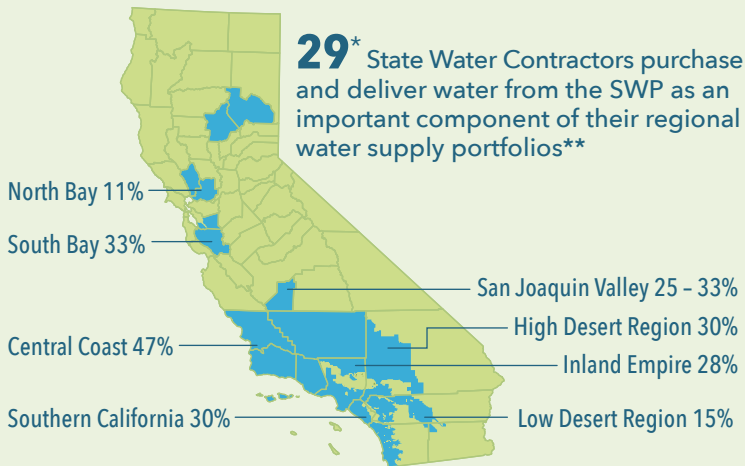 29* State Water Contractors purchase
and deliver water from the SWP as an
important component of their regional
water supply portfolios**
North Bay 11%
South Bay 33%
San Joaquin Valley 25 – 33%
High Desert Region 30%
Central Coast 47%
Inland Empire 28%
Southern California 30%
Low Desert Region 15%